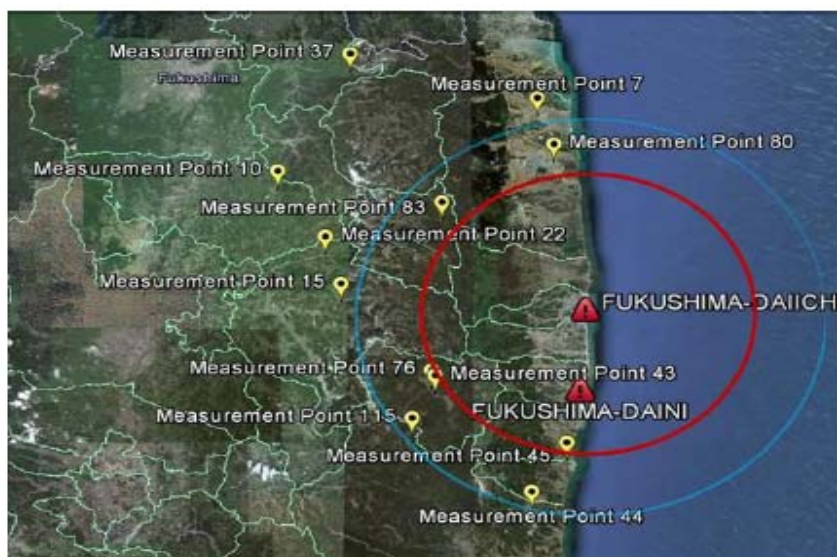 Measurement Point 37
Fukushima
Measurement Point 7
Measurement Point 80
Measurement Point 10
Measurement Point 83
Measurement Point 22
Measurement Point 15
FUKUSHIMA-DAIICH
Measurement Point 76
Measurement Point 43
FUKUSHIMA-DAINI
Measurement Point 115
Measurement Point 45
Measurement Point 44